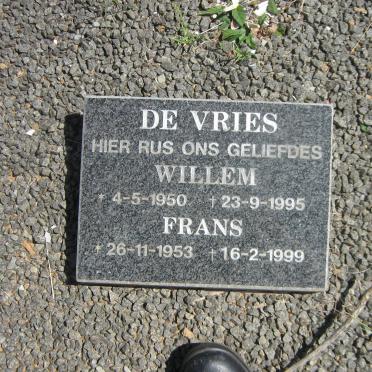 DE VRIES
HIER RUS ONS GELIEFDES
WILLEM
* 4-5-1950 † 23-9-1995
FRANS
* 26-11-1953 † 16-2-1999